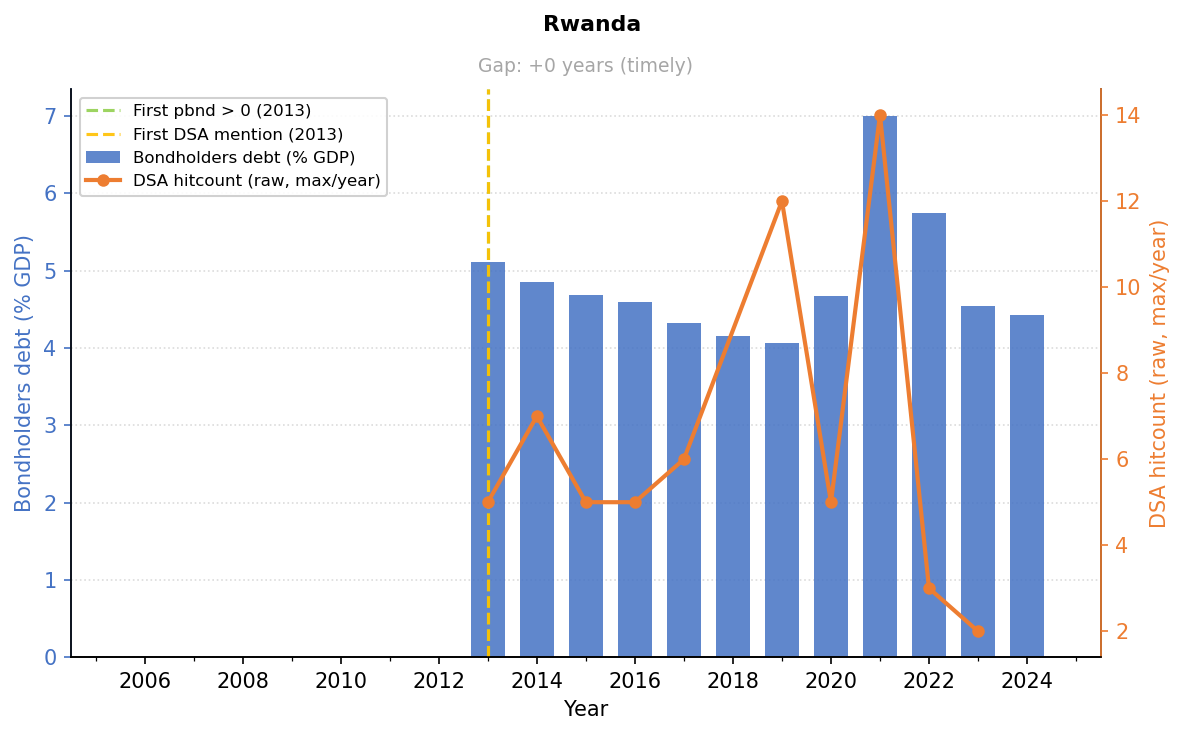 Rwanda
Gap: +0 years (timely)
First pbnd > 0 (2013)
First DSA mention (2013)
Bondholders debt (% GDP)
DSA hitcount (raw, max/year)
Bondholders debt (% GDP)
7
6
5
4
3
2
1
0
14
12
10
8
6
4
2
DSA hitcount (raw, max/year)
2006 2008 2010 2012 2014 2016 2018 2020 2022 2024
Year